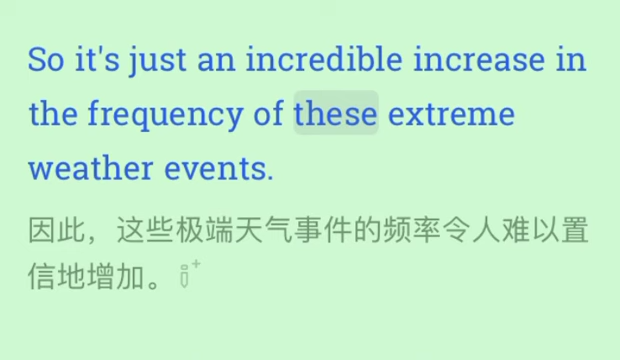 So it's just an incredible increase in
the frequency of these extreme
weather events.
因此，这些极端天气事件的频率令人难以置
信地增加。